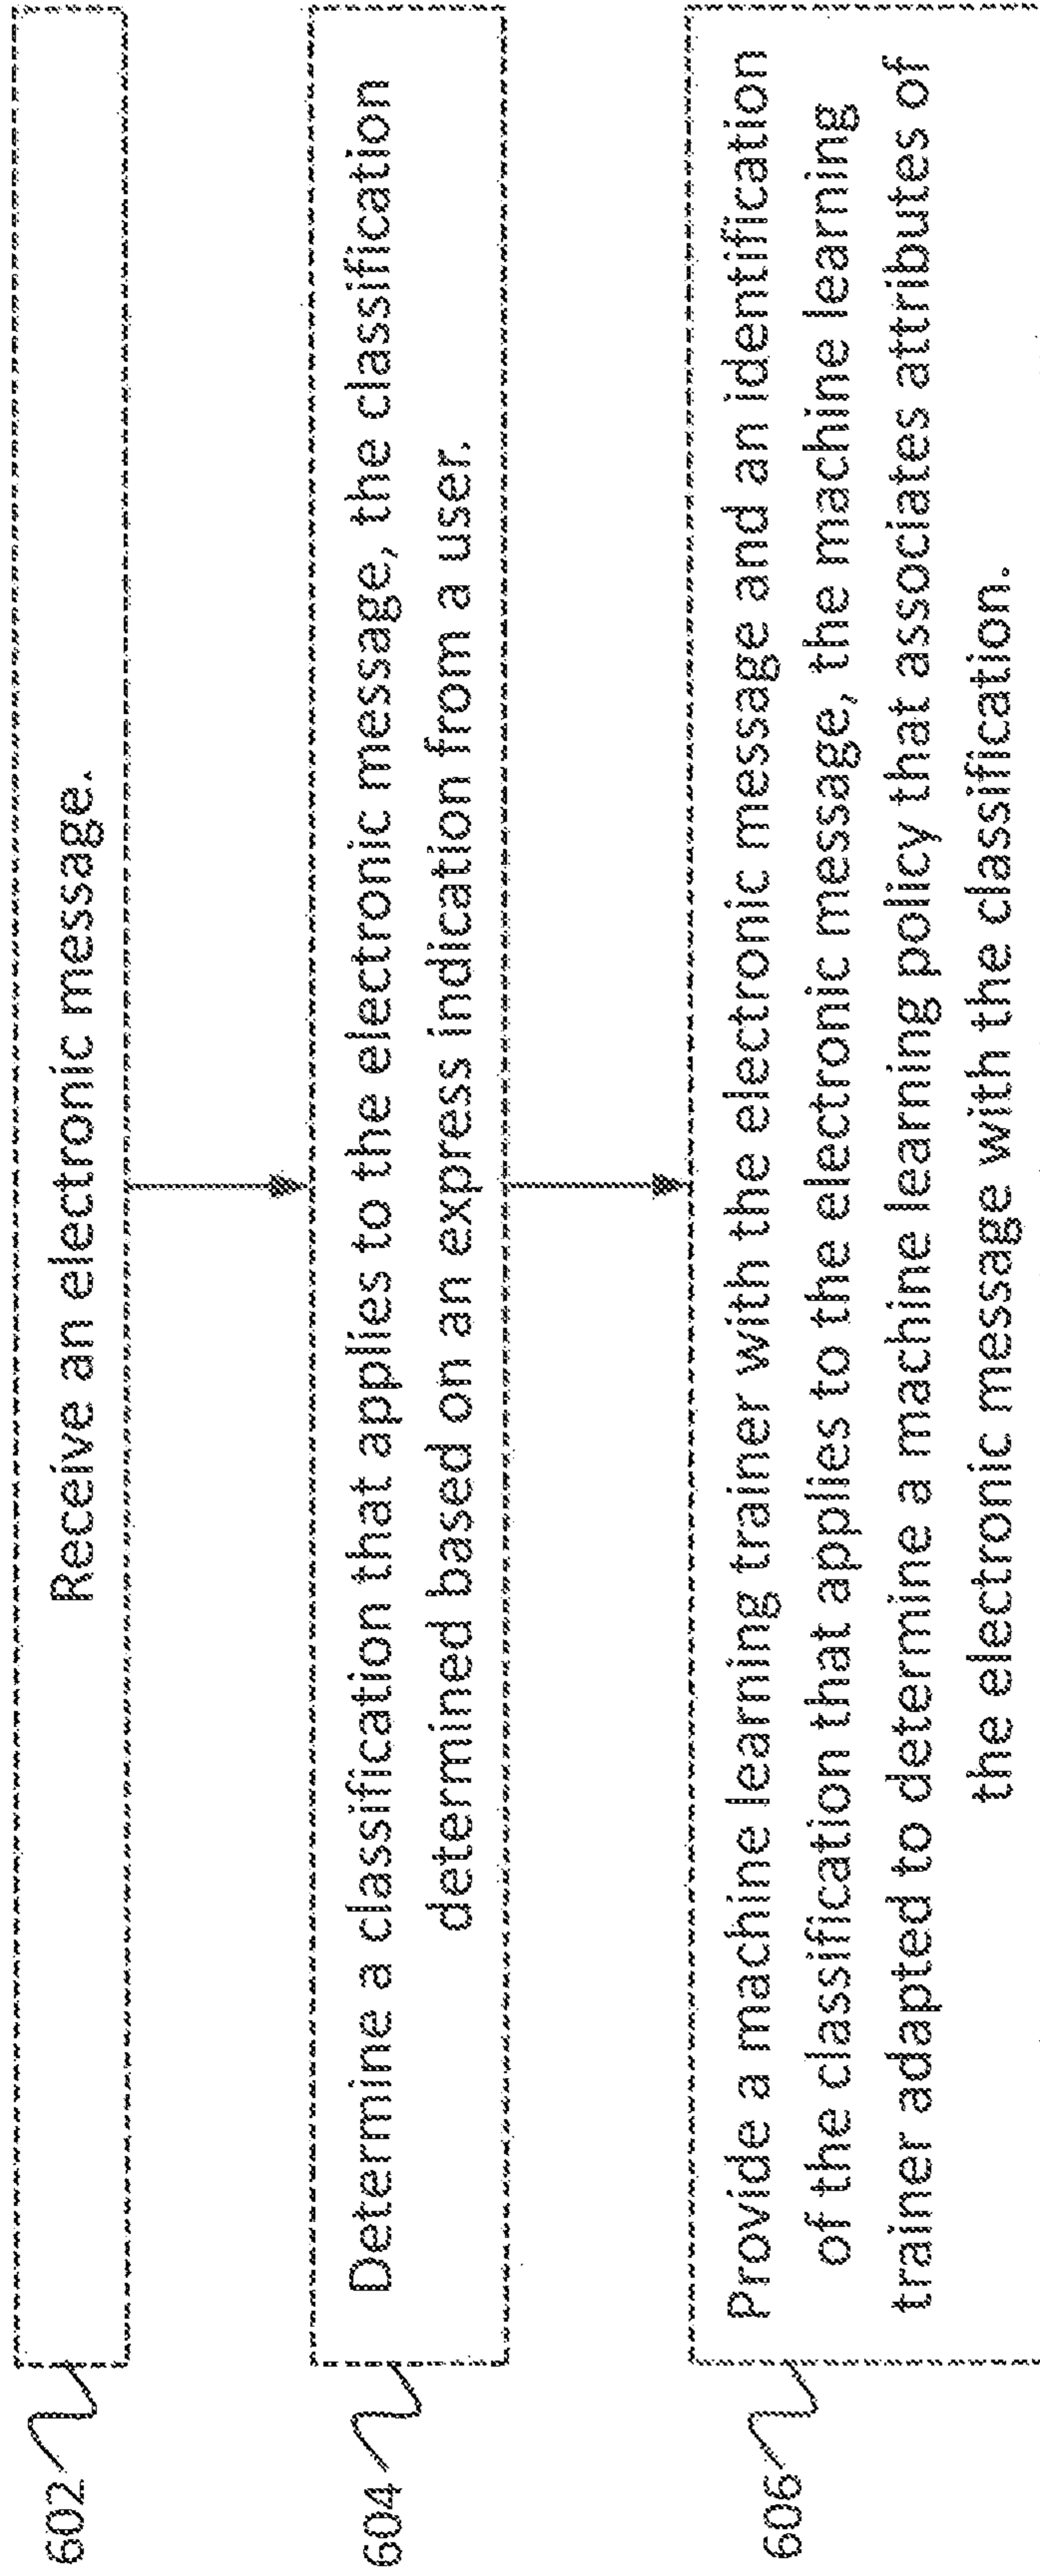 602
Receive an electronic message.
604
Determine a classification that applies to the electronic message, the classification
determined based on an express indication from a user.
606
Provide a machine learning trainer with the electronic message and an identification
of the classification that applies to the electronic message, the machine learning
trainer adapted to determine a machine learning policy that associates attributes of
the electronic message with the classification.